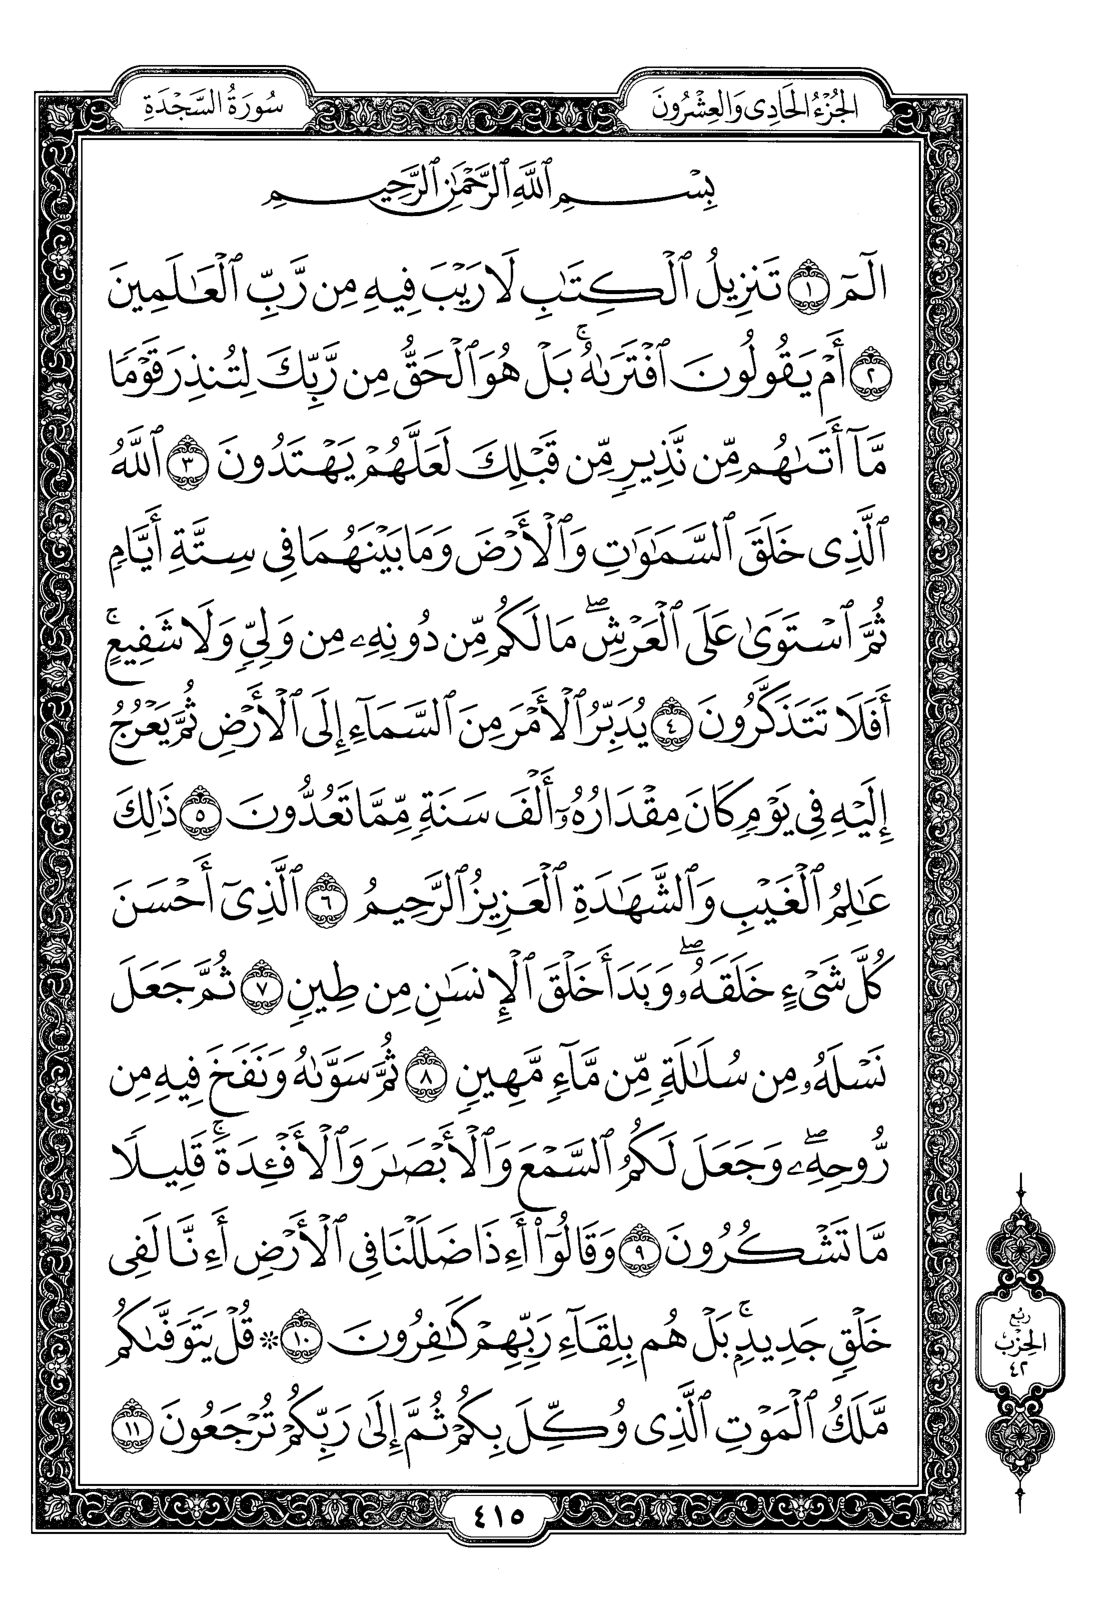 الجُزْءُ الحَادِى وَالعِشْرُونَ
سُورَةُ السَّجْدَةِ
بِسْمِ ٱللَّهِ ٱلرَّحْمَٰنِ ٱلرَّحِيمِ
الٓمٓ ١ تَنزِيلُ ٱلْكِتَٰبِ لَا رَيْبَ فِيهِ مِن رَّبِّ ٱلْعَٰلَمِينَ
٢ أَمْ يَقُولُونَ ٱفْتَرَىٰهُ ۚ بَلْ هُوَ ٱلْحَقُّ مِن رَّبِّكَ لِتُنذِرَ قَوْمًا
مَّآ أَتَىٰهُم مِّن نَّذِيرٍ مِّن قَبْلِكَ لَعَلَّهُمْ يَهْتَدُونَ ٣ ٱللَّهُ
ٱلَّذِى خَلَقَ ٱلسَّمَٰوَٰتِ وَٱلْأَرْضَ وَمَا بَيْنَهُمَا فِى سِتَّةِ أَيَّامٍ
ثُمَّ ٱسْتَوَىٰ عَلَى ٱلْعَرْشِ ۖ مَا لَكُم مِّن دُونِهِۦ مِن وَلِىٍّ وَلَا شَفِيعٍ ۚ
أَفَلَا تَتَذَكَّرُونَ ٤ يُدَبِّرُ ٱلْأَمْرَ مِنَ ٱلسَّمَآءِ إِلَى ٱلْأَرْضِ ثُمَّ يَعْرُجُ
إِلَيْهِ فِى يَوْمٍ كَانَ مِقْدَارُهُۥٓ أَلْفَ سَنَةٍ مِّمَّا تَعُدُّونَ ٥ ذَٰلِكَ
عَٰلِمُ ٱلْغَيْبِ وَٱلشَّهَٰدَةِ ٱلْعَزِيزُ ٱلرَّحِيمُ ٦ ٱلَّذِىٓ أَحْسَنَ
كُلَّ شَىْءٍ خَلَقَهُۥ ۖ وَبَدَأَ خَلْقَ ٱلْإِنسَٰنِ مِن طِينٍ ٧ ثُمَّ جَعَلَ
نَسْلَهُۥ مِن سُلَٰلَةٍ مِّن مَّآءٍ مَّهِينٍ ٨ ثُمَّ سَوَّىٰهُ وَنَفَخَ فِيهِ مِن
رُّوحِهِۦ ۖ وَجَعَلَ لَكُمُ ٱلسَّمْعَ وَٱلْأَبْصَٰرَ وَٱلْأَفْـِٔدَةَ ۚ قَلِيلًا
مَّا تَشْكُرُونَ ٩ وَقَالُوٓا۟ أَءِذَا ضَلَلْنَا فِى ٱلْأَرْضِ أَءِنَّا لَفِى
خَلْقٍ جَدِيدٍۭ ۚ بَلْ هُم بِلِقَآءِ رَبِّهِمْ كَٰفِرُونَ ١٠ ۞ قُلْ يَتَوَفَّىٰكُم
مَّلَكُ ٱلْمَوْتِ ٱلَّذِى وُكِّلَ بِكُمْ ثُمَّ إِلَىٰ رَبِّكُمْ تُرْجَعُونَ ١١
رُبْع
الحِزْب
٤٢
٤١٥